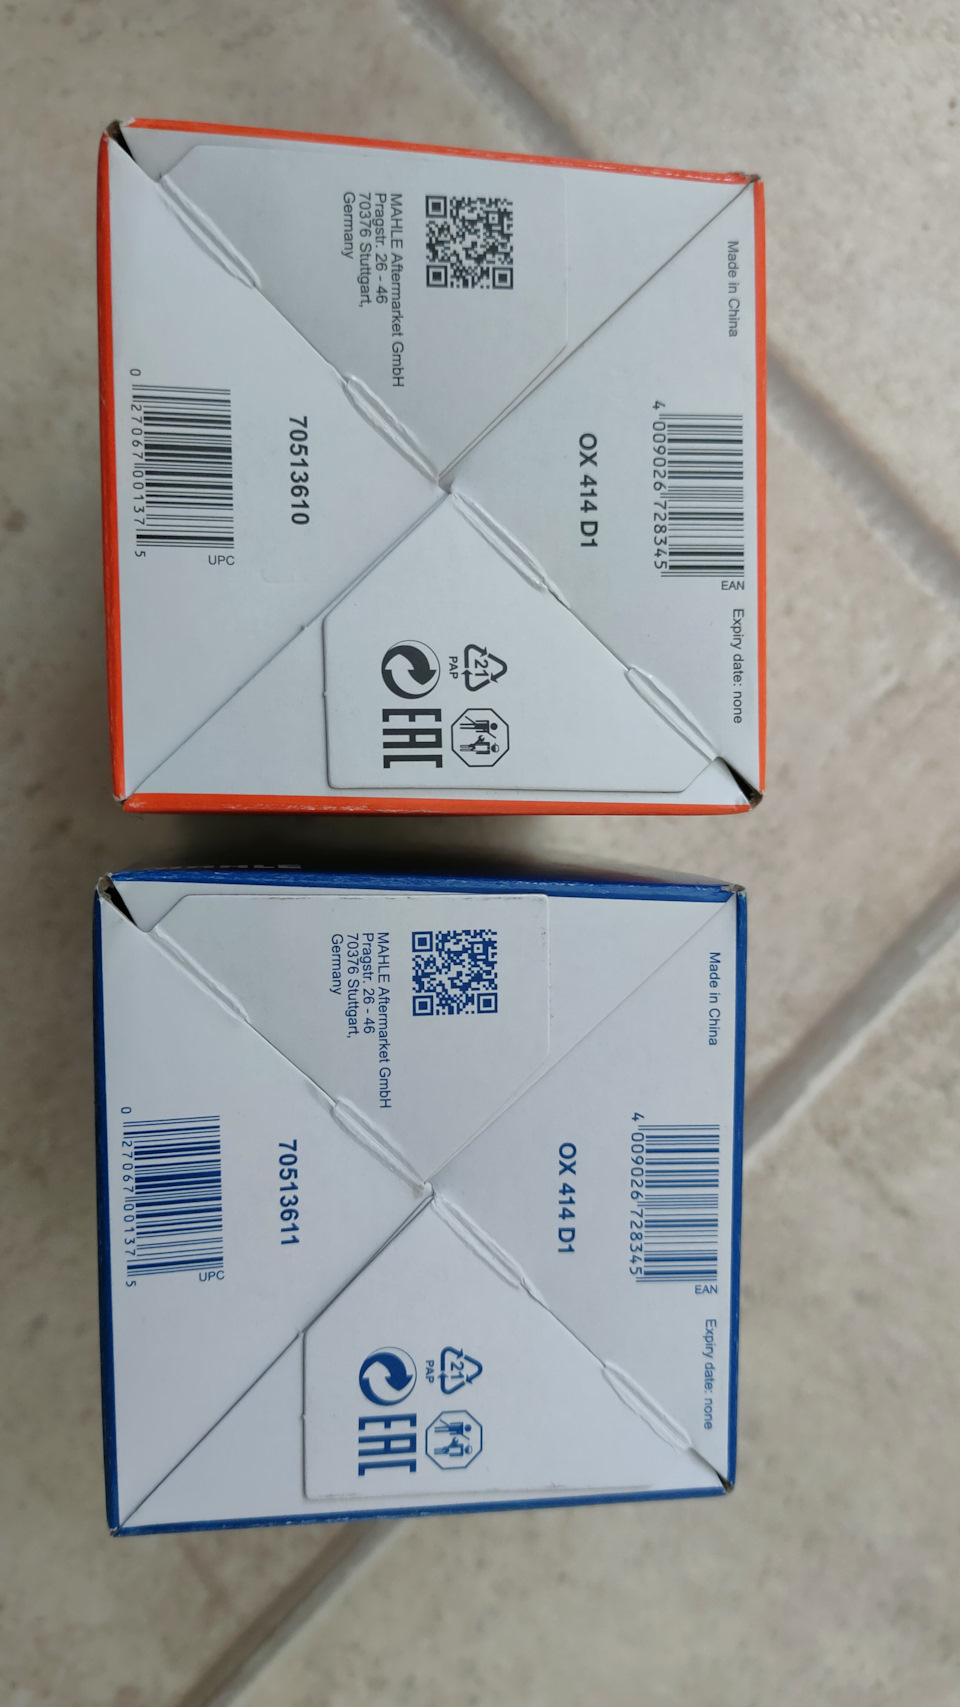 MAHLE Aftermarket GmbH
Pragstr. 26 - 46
70376 Stuttgart,
Germany
Made in China
4 009026 728345
EAN
Expiry date: none
OX 414 D1
70513610
0 27067 00137 5
UPC
21
PAP
EAC
MAHLE
MAHLE Aftermarket GmbH
Pragstr. 26 - 46
70376 Stuttgart,
Germany
Made in China
4 009026 728345
EAN
Expiry date: none
OX 414 D1
70513611
0 27067 00137 5
UPC
21
PAP
EAC